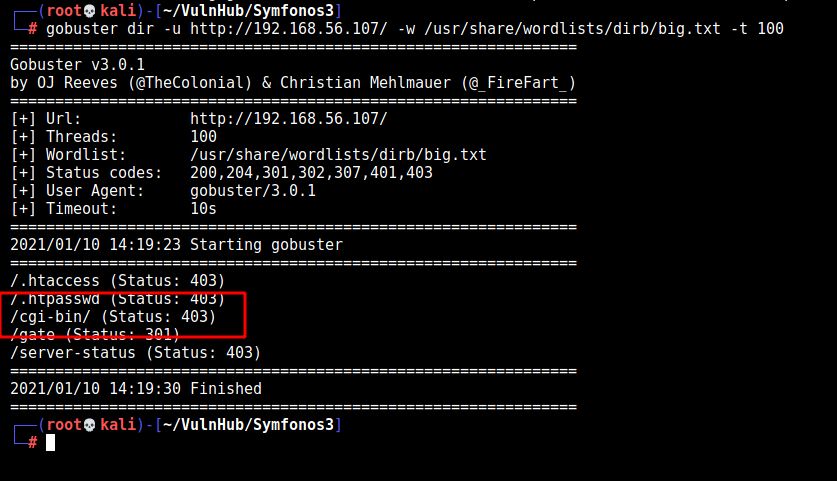 ┌──(root💀kali)-[~/VulnHub/Symfonos3]
└─# gobuster dir -u http://192.168.56.107/ -w /usr/share/wordlists/dirb/big.txt -t 100
===============================================================
Gobuster v3.0.1
by OJ Reeves (@TheColonial) & Christian Mehlmauer (@_FireFart_)
===============================================================
[+] Url:            http://192.168.56.107/
[+] Threads:        100
[+] Wordlist:       /usr/share/wordlists/dirb/big.txt
[+] Status codes:   200,204,301,302,307,401,403
[+] User Agent:     gobuster/3.0.1
[+] Timeout:        10s
===============================================================
2021/01/10 14:19:23 Starting gobuster
===============================================================
/.htaccess (Status: 403)
/.htpasswd (Status: 403)
/cgi-bin/ (Status: 403)
/gate (Status: 301)
/server-status (Status: 403)
===============================================================
2021/01/10 14:19:30 Finished
===============================================================
┌──(root💀kali)-[~/VulnHub/Symfonos3]
└─#